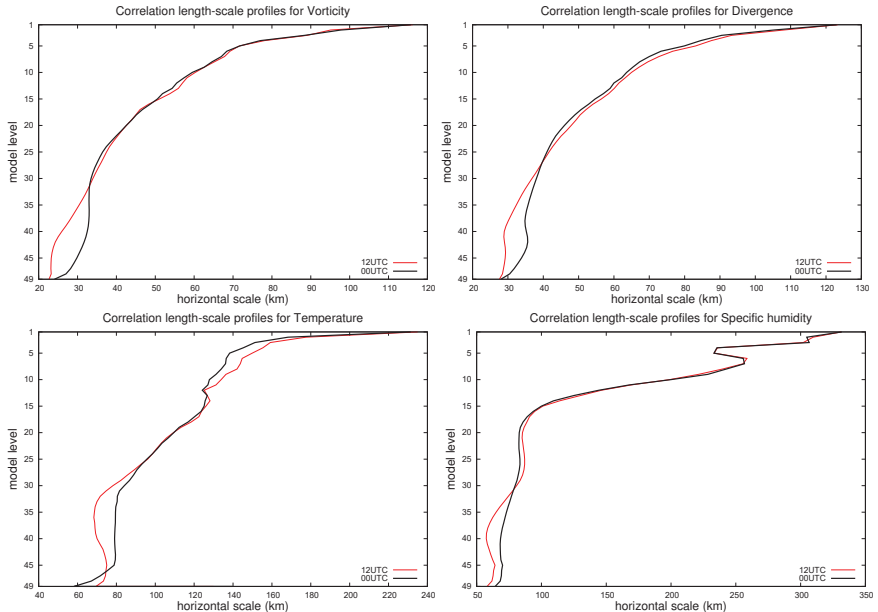 Correlation length-scale profiles for Vorticity
model level
1
5
10
15
20
25
30
35
40
45
49
20 30 40 50 60 70 80 90 100 110 120
horizontal scale (km)
12UTC
00UTC
Correlation length-scale profiles for Divergence
model level
1
5
10
15
20
25
30
35
40
45
49
20 30 40 50 60 70 80 90 100 110 120 130
horizontal scale (km)
12UTC
00UTC
Correlation length-scale profiles for Temperature
model level
1
5
10
15
20
25
30
35
40
45
49
40 60 80 100 120 140 160 180 200 220 240
horizontal scale (km)
12UTC
00UTC
Correlation length-scale profiles for Specific humidity
model level
1
5
10
15
20
25
30
35
40
45
49
50 100 150 200 250 300 350
horizontal scale (km)
12UTC
00UTC